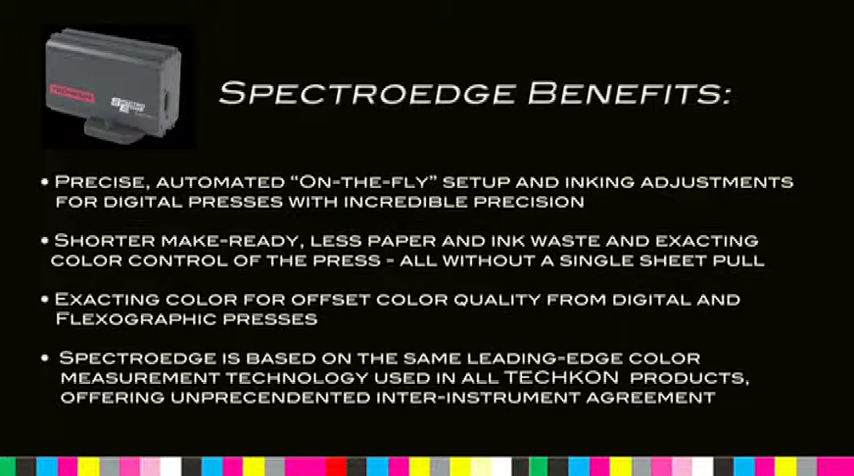 TECHKON
SPECTRO
EDGE
SPECTROEDGE BENEFITS:
• PRECISE, AUTOMATED “ON-THE-FLY” SETUP AND INKING ADJUSTMENTS
FOR DIGITAL PRESSES WITH INCREDIBLE PRECISION
• SHORTER MAKE-READY, LESS PAPER AND INK WASTE AND EXACTING
COLOR CONTROL OF THE PRESS - ALL WITHOUT A SINGLE SHEET PULL
• EXACTING COLOR FOR OFFSET COLOR QUALITY FROM DIGITAL AND
FLEXOGRAPHIC PRESSES
• SPECTROEDGE IS BASED ON THE SAME LEADING-EDGE COLOR
MEASUREMENT TECHNOLOGY USED IN ALL TECHKON PRODUCTS,
OFFERING UNPRECENDENTED INTER-INSTRUMENT AGREEMENT